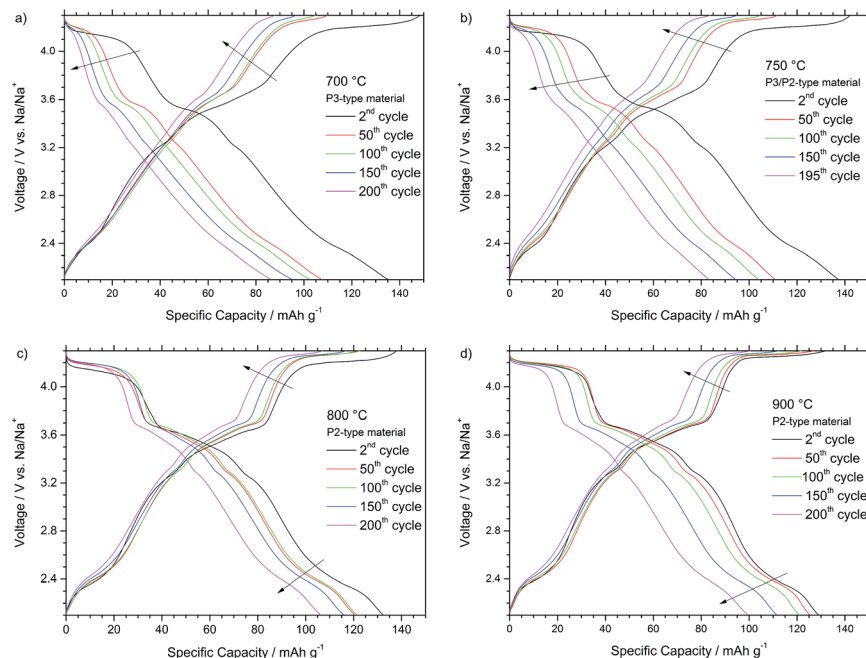 a)
700 °C
P3-type material
2nd cycle
50th cycle
100th cycle
150th cycle
200th cycle
Voltage / V vs. Na/Na+
4.0
3.6
3.2
2.8
2.4
0 20 40 60 80 100 120 140
Specific Capacity / mAh g-1
b)
750 °C
P3/P2-type material
2nd cycle
50th cycle
100th cycle
150th cycle
195th cycle
Voltage / V vs. Na/Na+
4.0
3.6
3.2
2.8
2.4
0 20 40 60 80 100 120 140
Specific Capacity / mAh g-1
c)
800 °C
P2-type material
2nd cycle
50th cycle
100th cycle
150th cycle
200th cycle
Voltage / V vs. Na/Na+
4.0
3.6
3.2
2.8
2.4
0 20 40 60 80 100 120 140
Specific Capacity / mAh g-1
d)
900 °C
P2-type material
2nd cycle
50th cycle
100th cycle
150th cycle
200th cycle
Voltage / V vs. Na/Na+
4.0
3.6
3.2
2.8
2.4
0 20 40 60 80 100 120 140
Specific Capacity / mAh g-1